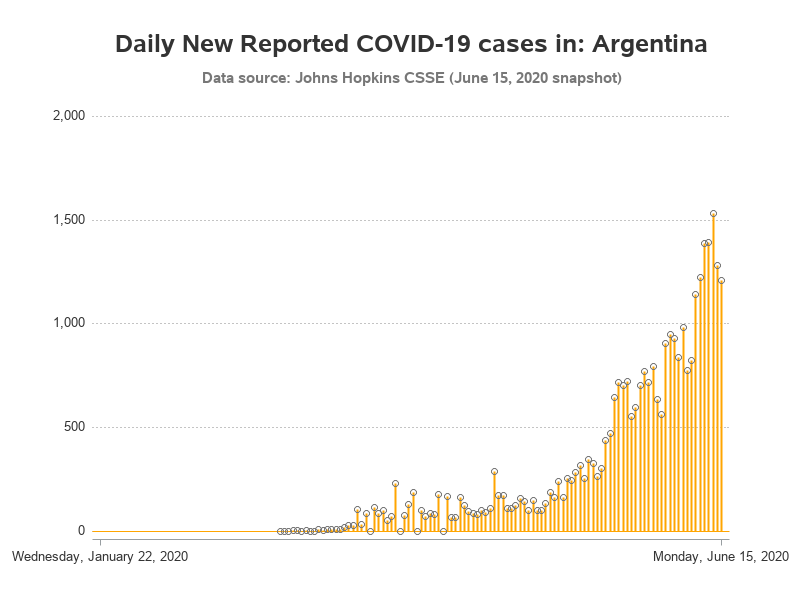 Daily New Reported COVID-19 cases in: Argentina
Data source: Johns Hopkins CSSE (June 15, 2020 snapshot)
2,000
1,500
1,000
500
0
Wednesday, January 22, 2020
Monday, June 15, 2020